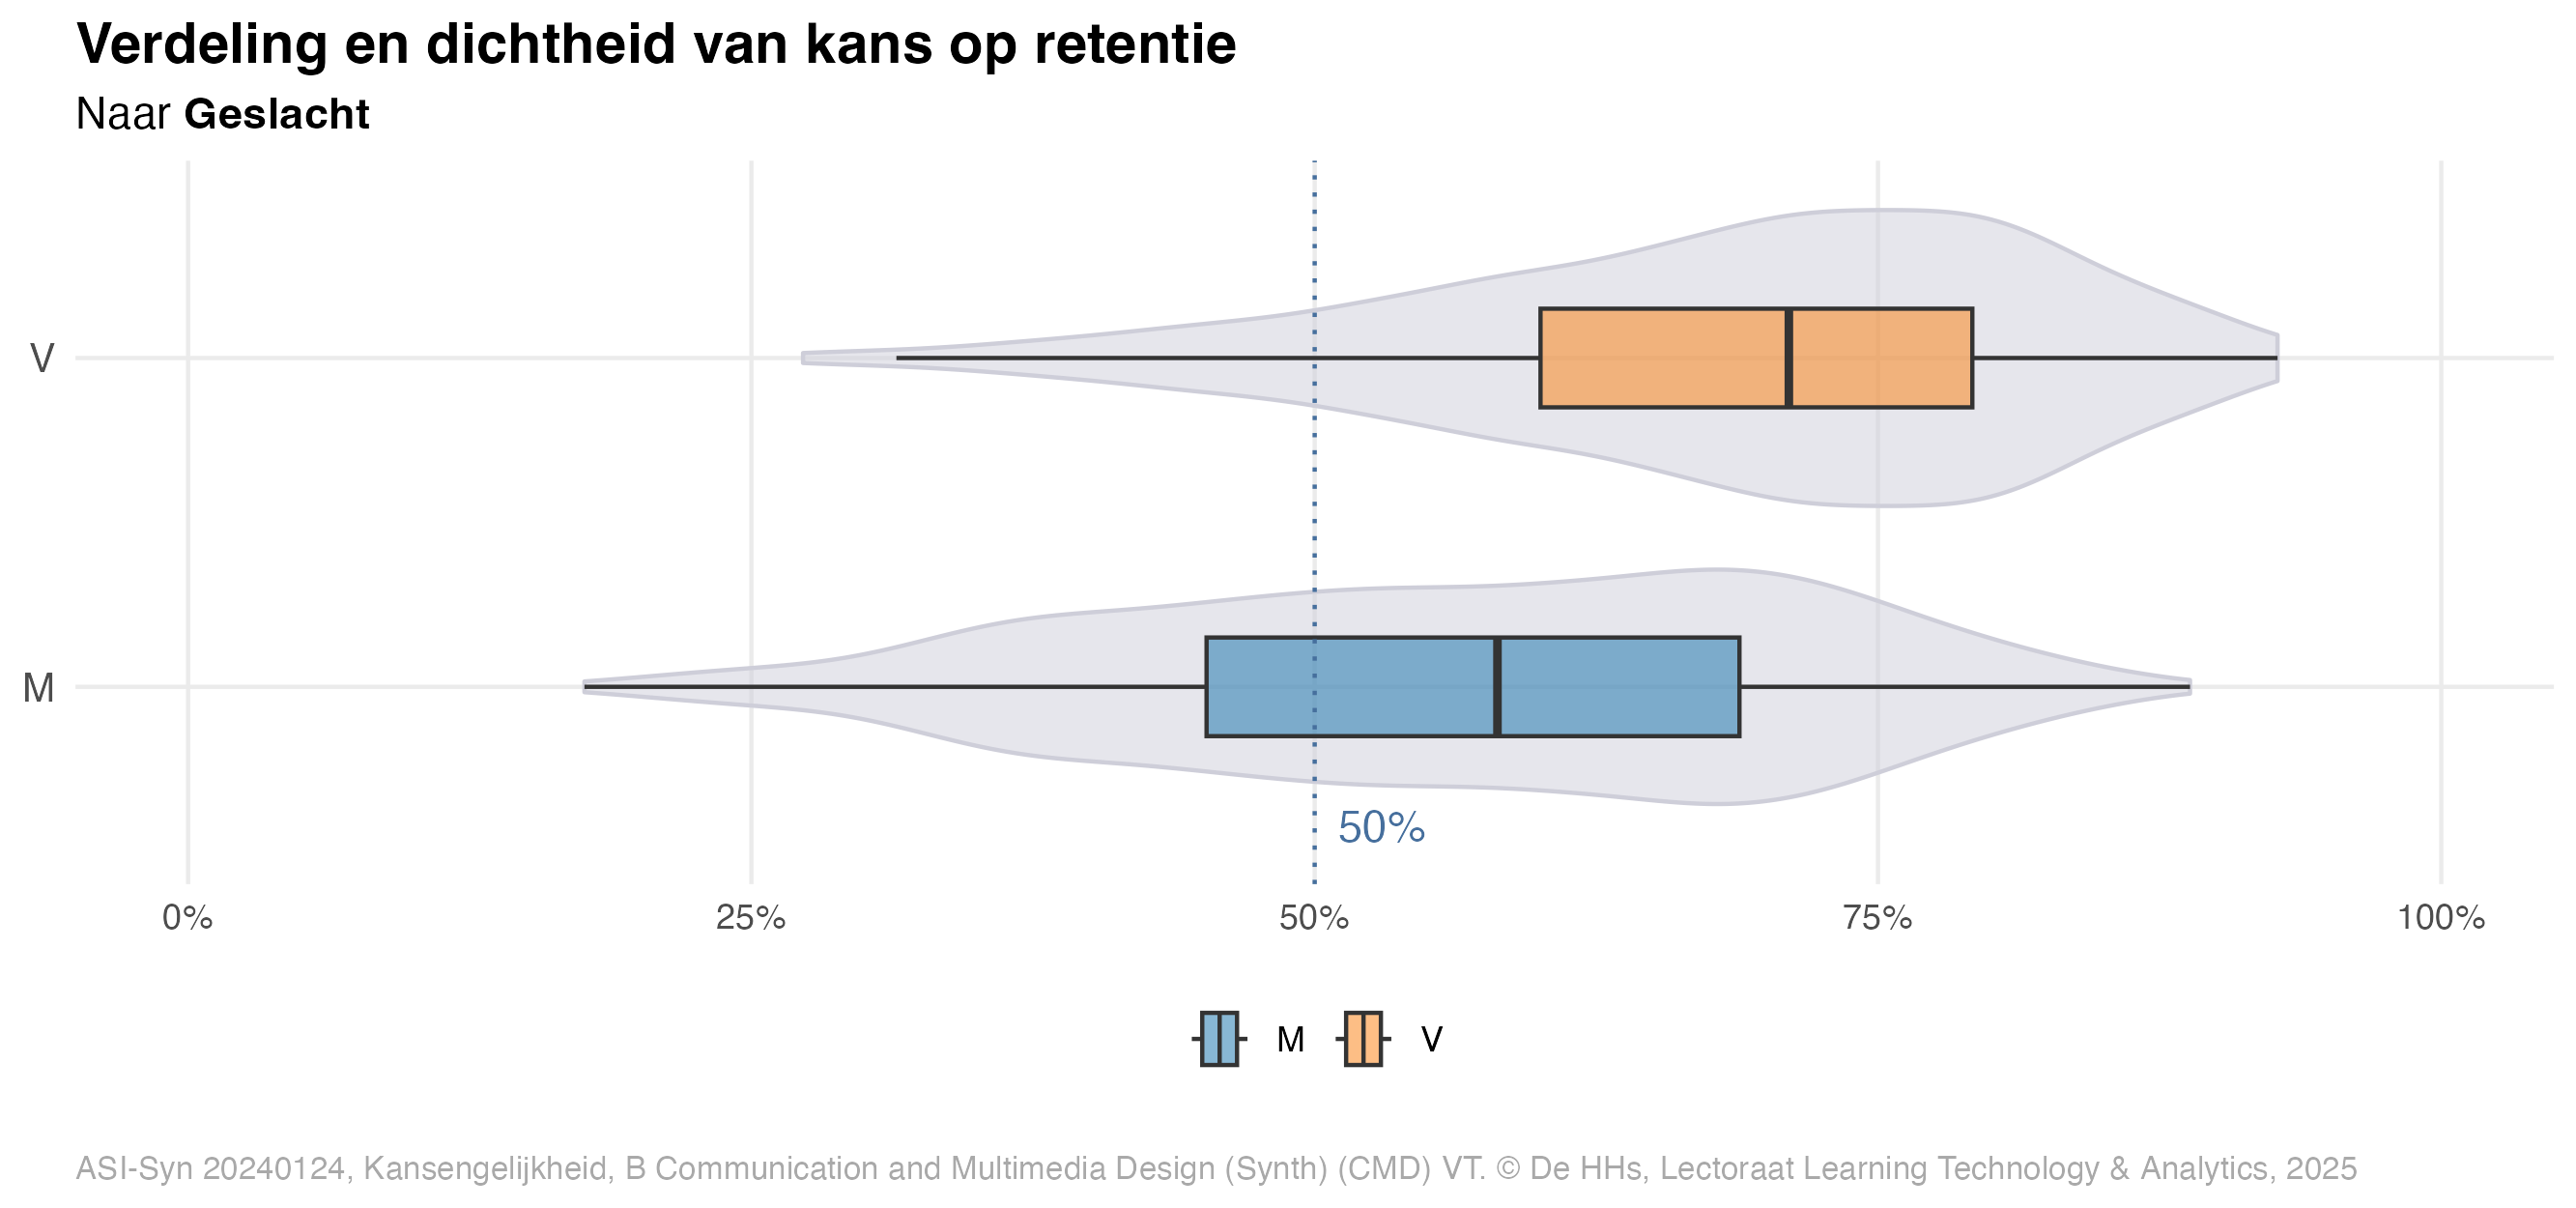 Verdeling en dichtheid van kans op retentie
Naar Geslacht
V
M
50%
0% 25% 50% 75% 100%
M V
ASI-Syn 20240124, Kansengelijkheid, B Communication and Multimedia Design (Synth) (CMD) VT. © De HHs, Lectoraat Learning Technology & Analytics, 2025